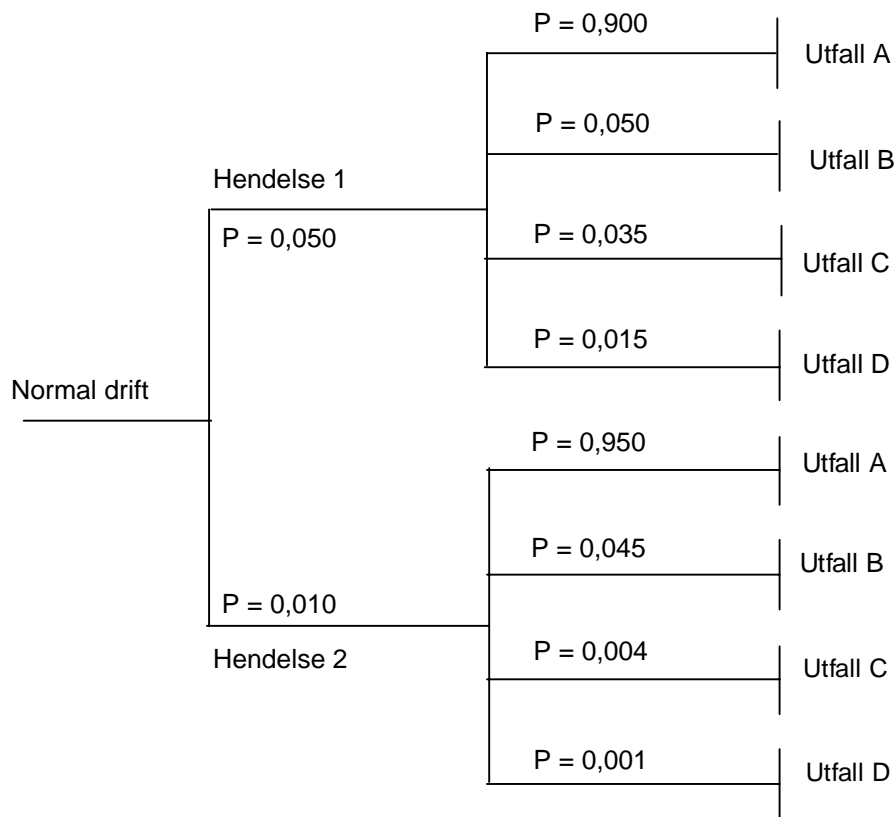 P = 0,900
Utfall A
P = 0,050
Utfall B
Hendelse 1
P = 0,050
P = 0,035
Utfall C
P = 0,015
Utfall D
Normal drift
P = 0,950
Utfall A
P = 0,045
Utfall B
P = 0,010
Hendelse 2
P = 0,004
Utfall C
P = 0,001
Utfall D